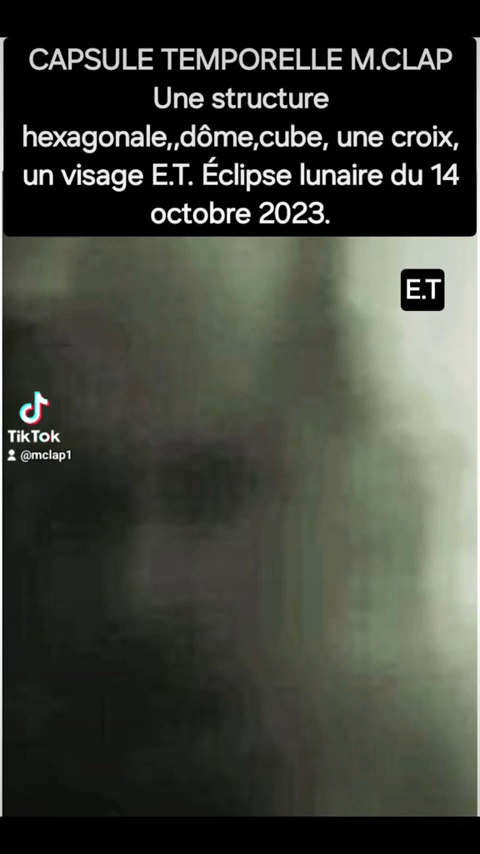 CAPSULE TEMPORELLE M.CLAP
Une structure
hexagonale,,dôme,cube, une croix,
un visage E.T. Éclipse lunaire du 14
octobre 2023.
E.T
TikTok
@mclap1